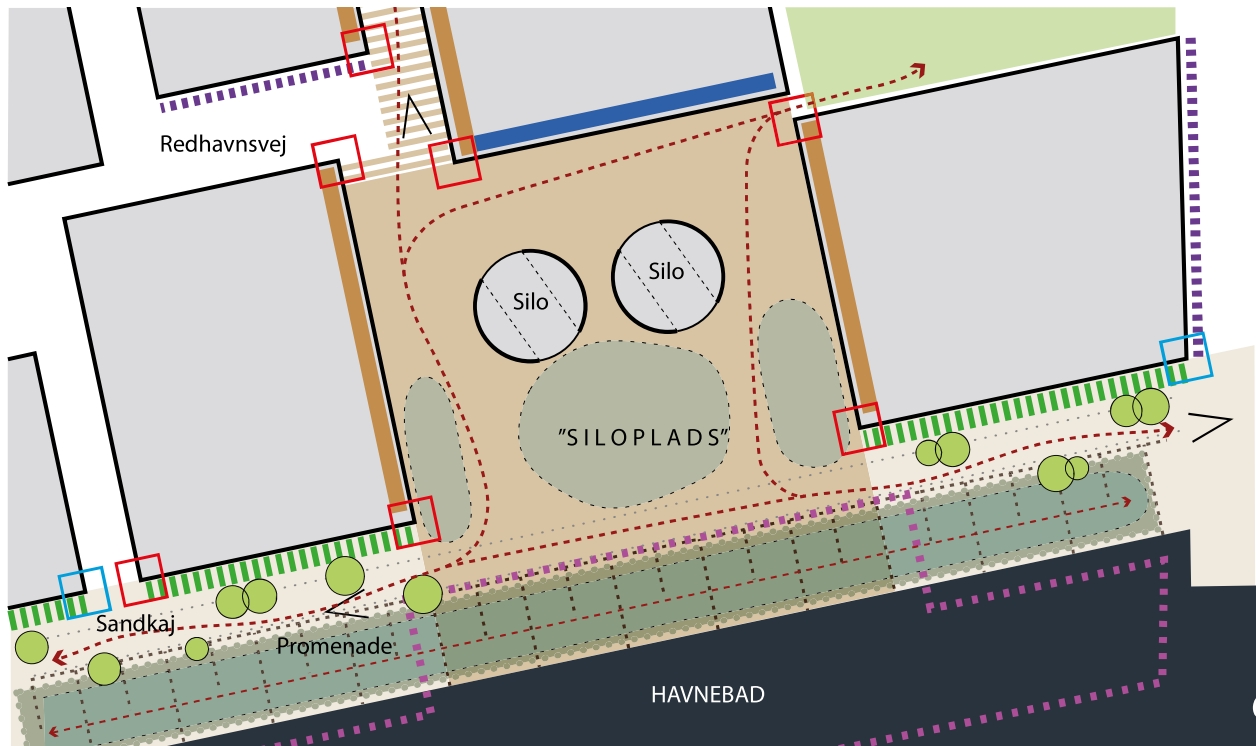 Redhavnsvej
Silo
Silo
”SILOPLADS”
Sandkaj
Promenade
HAVNEBAD